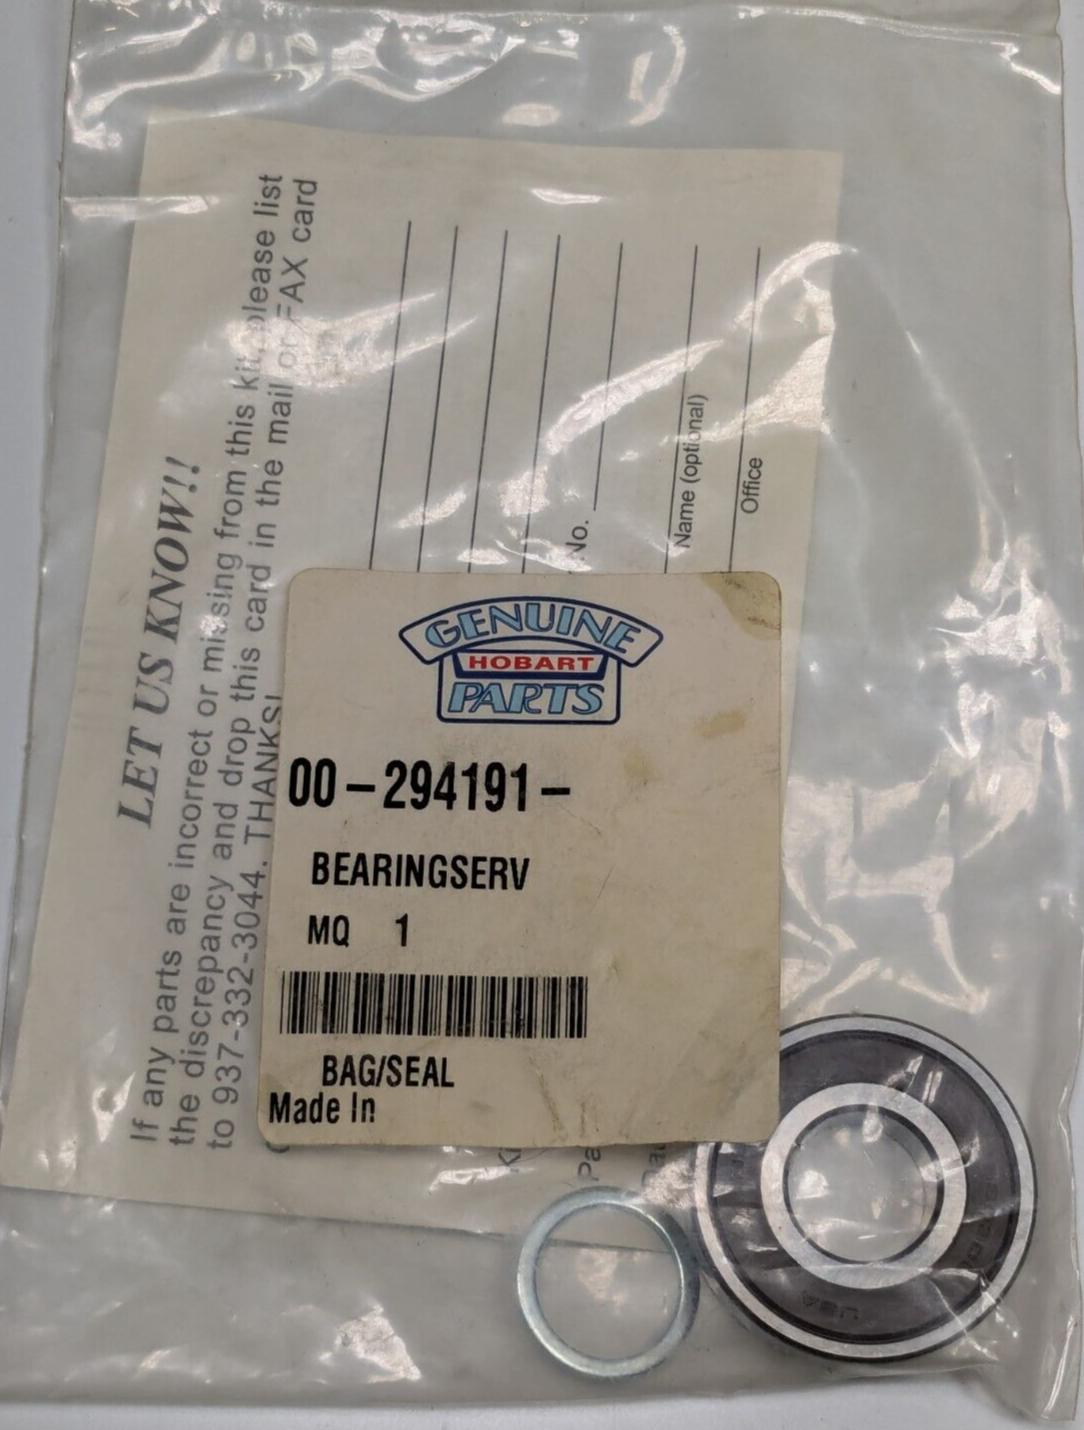 LET US KNOW!!
If any parts are incorrect or missing from this kit, please list
the discrepancy and drop this card in the mail or FAX card
to 937-332-3044. THANKS!
No.
Name (optional)
Office
GENUINE
HOBART
PARTS
00-294191-
BEARINGSERV
MQ 1
BAG/SEAL
Made In
USA